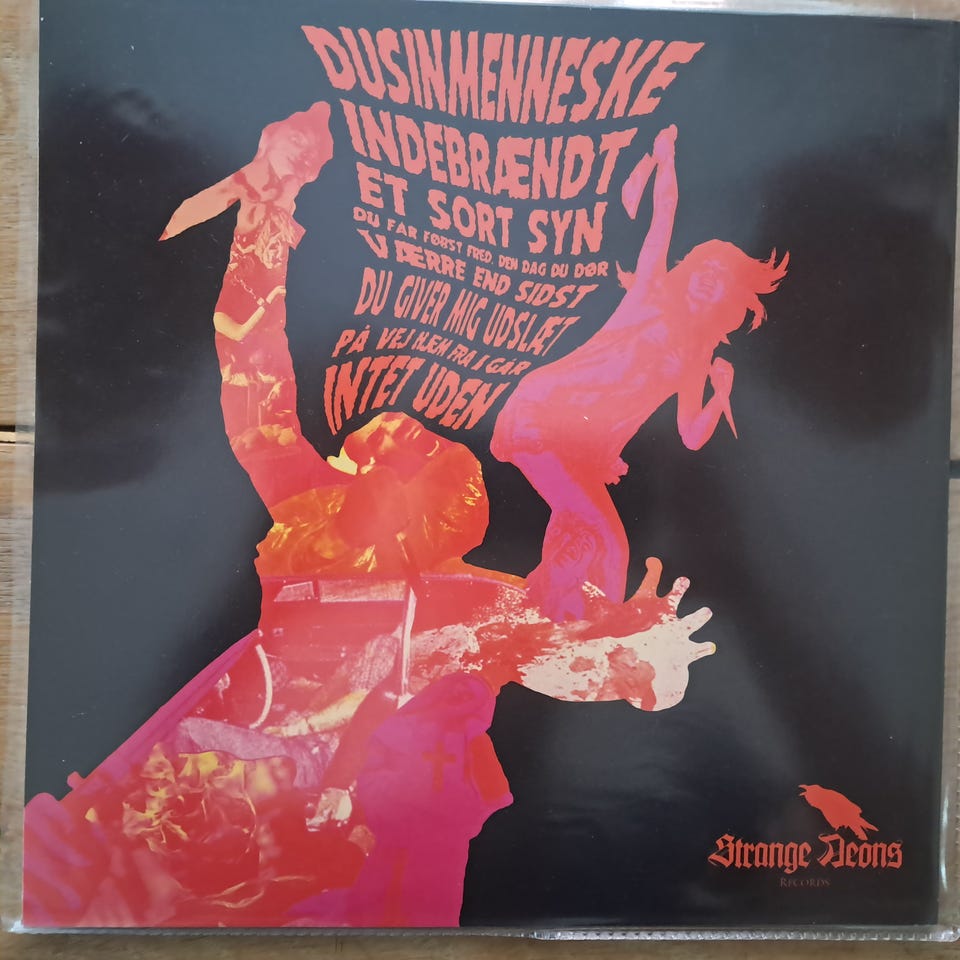 DUSINMENNESKE
INDEBRÆNDT
ET SORT SYN
DU FÅR FØRST FRED, DEN DAG DU DØR
VÆRRE END SIDST
DU GIVER MIG UDSLÆT
PÅ VEJ HJEM FRA I GÅR
INTET UDEN
Strange Aeons
RECORDS